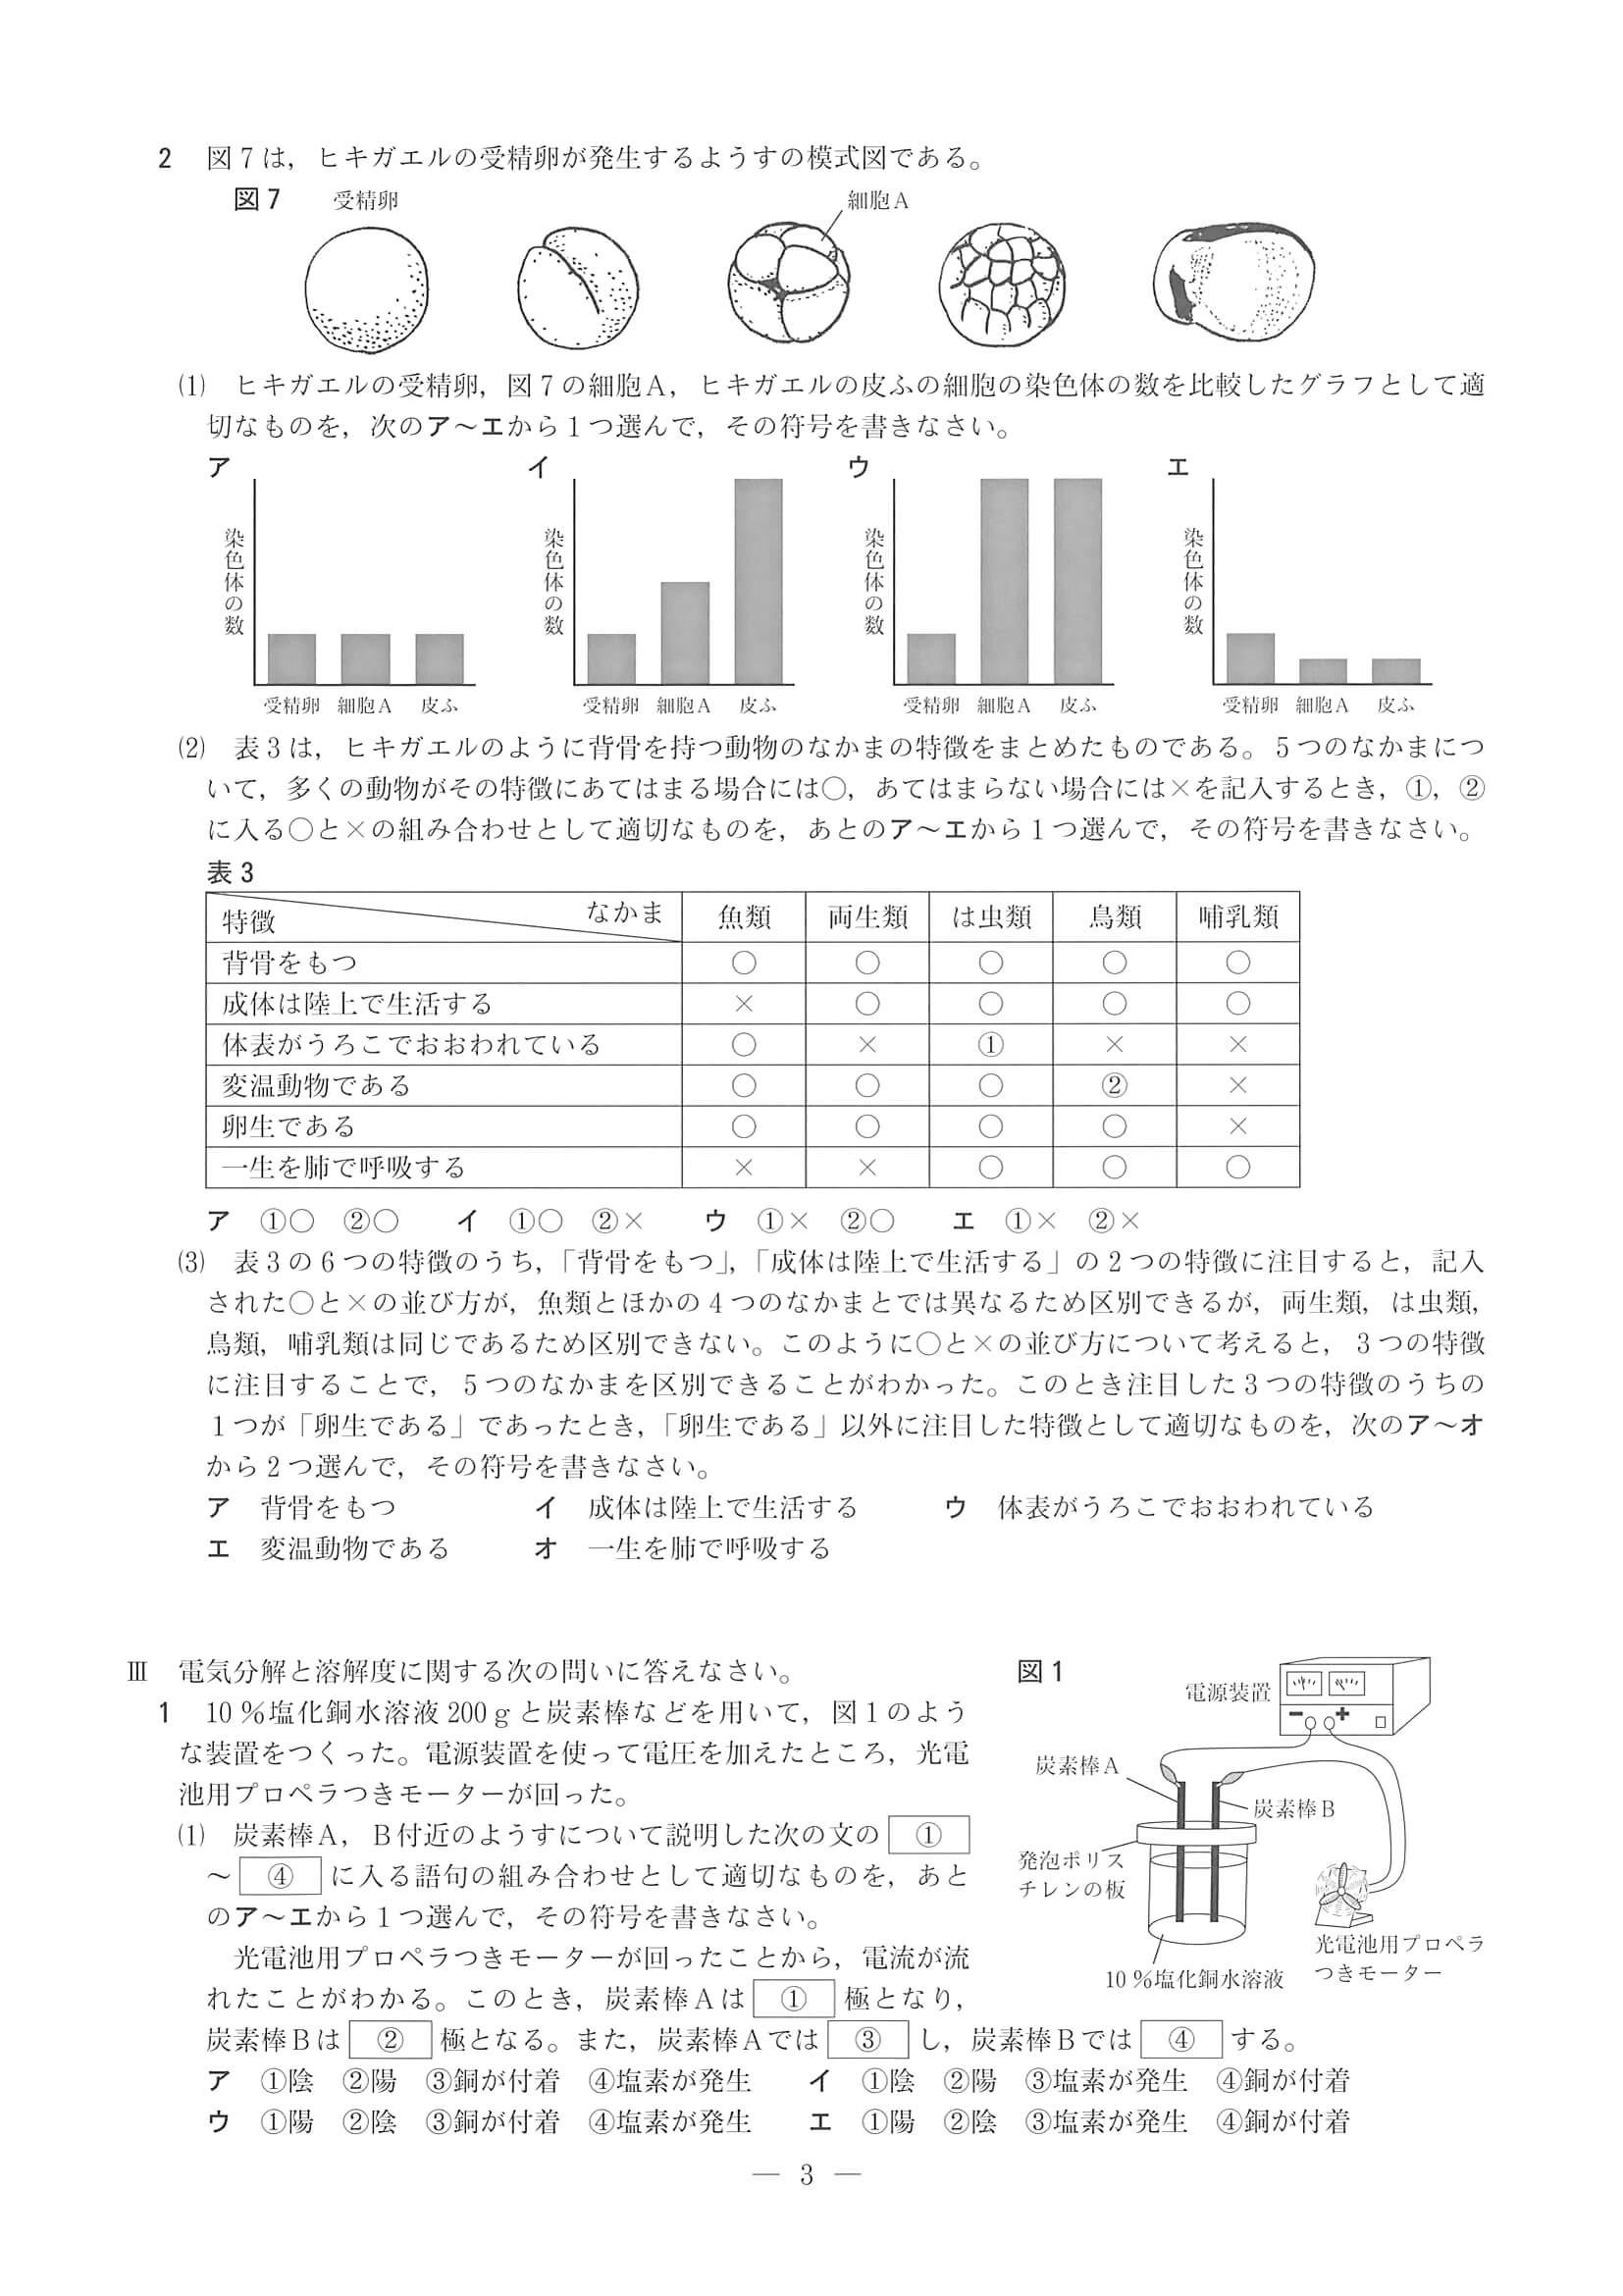 2 図7は，ヒキガエルの受精卵が発生するようすの模式図である。
図7 受精卵 細胞A
(1) ヒキガエルの受精卵，図7の細胞A，ヒキガエルの皮ふの細胞の染色体の数を比較したグラフとして適
切なものを，次のア～エから1つ選んで，その符号を書きなさい。
ア イ ウ エ
染色体の数 染色体の数 染色体の数 染色体の数
受精卵 細胞A 皮ふ 受精卵 細胞A 皮ふ 受精卵 細胞A 皮ふ 受精卵 細胞A 皮ふ
(2) 表3は，ヒキガエルのように背骨を持つ動物のなかまの特徴をまとめたものである。5つのなかまにつ
いて，多くの動物がその特徴にあてはまる場合には○，あてはまらない場合には×を記入するとき，①，②
に入る○と×の組み合わせとして適切なものを，あとのア～エから1つ選んで，その符号を書きなさい。
表3
特徴 なかま 魚類 両生類 は虫類 鳥類 哺乳類
背骨をもつ ○ ○ ○ ○ ○
成体は陸上で生活する × ○ ○ ○ ○
体表がうろこでおおわれている ○ × ① × ×
変温動物である ○ ○ ○ ② ×
卵生である ○ ○ ○ ○ ×
一生を肺で呼吸する × × ○ ○ ○
ア ①○ ②○ イ ①○ ②× ウ ①× ②○ エ ①× ②×
(3) 表3の6つの特徴のうち，「背骨をもつ」，「成体は陸上で生活する」の2つの特徴に注目すると，記入
された○と×の並び方が，魚類とほかの4つのなかまとでは異なるため区別できるが，両生類，は虫類，
鳥類，哺乳類は同じであるため区別できない。このように○と×の並び方について考えると，3つの特徴
に注目することで，5つのなかまを区別できることがわかった。このとき注目した3つの特徴のうちの
1つが「卵生である」であったとき，「卵生である」以外に注目した特徴として適切なものを，次のア～オ
から2つ選んで，その符号を書きなさい。
ア 背骨をもつ イ 成体は陸上で生活する ウ 体表がうろこでおおわれている
エ 変温動物である オ 一生を肺で呼吸する
Ⅲ 電気分解と溶解度に関する次の問いに答えなさい。
1 10％塩化銅水溶液200gと炭素棒などを用いて，図1のよう
な装置をつくった。電源装置を使って電圧を加えたところ，光電
池用プロペラつきモーターが回った。
(1) 炭素棒A，B付近のようすについて説明した次の文の ①
～ ④ に入る語句の組み合わせとして適切なものを，あと
のア～エから1つ選んで，その符号を書きなさい。
光電池用プロペラつきモーターが回ったことから，電流が流
れたことがわかる。このとき，炭素棒Aは ① 極となり，
炭素棒Bは ② 極となる。また，炭素棒Aでは ③ し，炭素棒Bでは ④ する。
ア ①陰 ②陽 ③銅が付着 ④塩素が発生 イ ①陰 ②陽 ③塩素が発生 ④銅が付着
ウ ①陽 ②陰 ③銅が付着 ④塩素が発生 エ ①陽 ②陰 ③塩素が発生 ④銅が付着
図1
電源装置
− +
炭素棒A
炭素棒B
発泡ポリス
チレンの板
光電池用プロペラ
つきモーター
10％塩化銅水溶液
― 3 ―